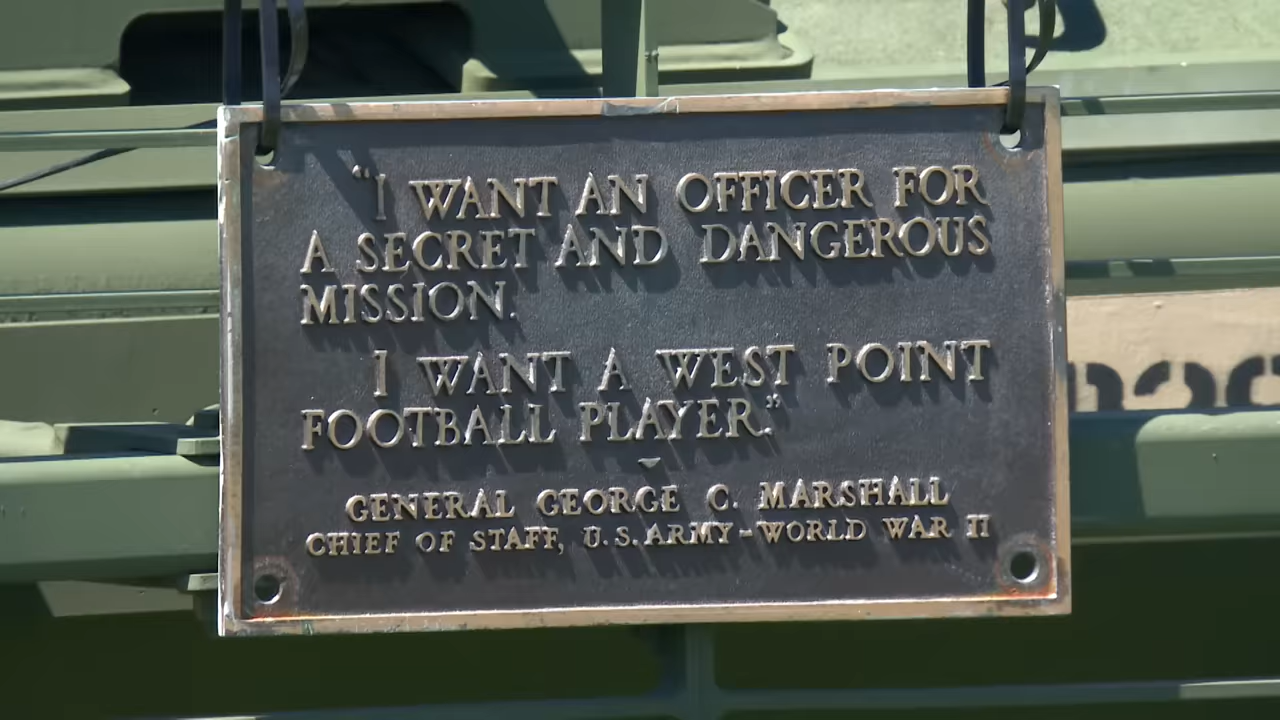 “I WANT AN OFFICER FOR
A SECRET AND DANGEROUS
MISSION.
I WANT A WEST POINT
FOOTBALL PLAYER.”
GENERAL GEORGE C. MARSHALL
CHIEF OF STAFF, U.S. ARMY-WORLD WAR II